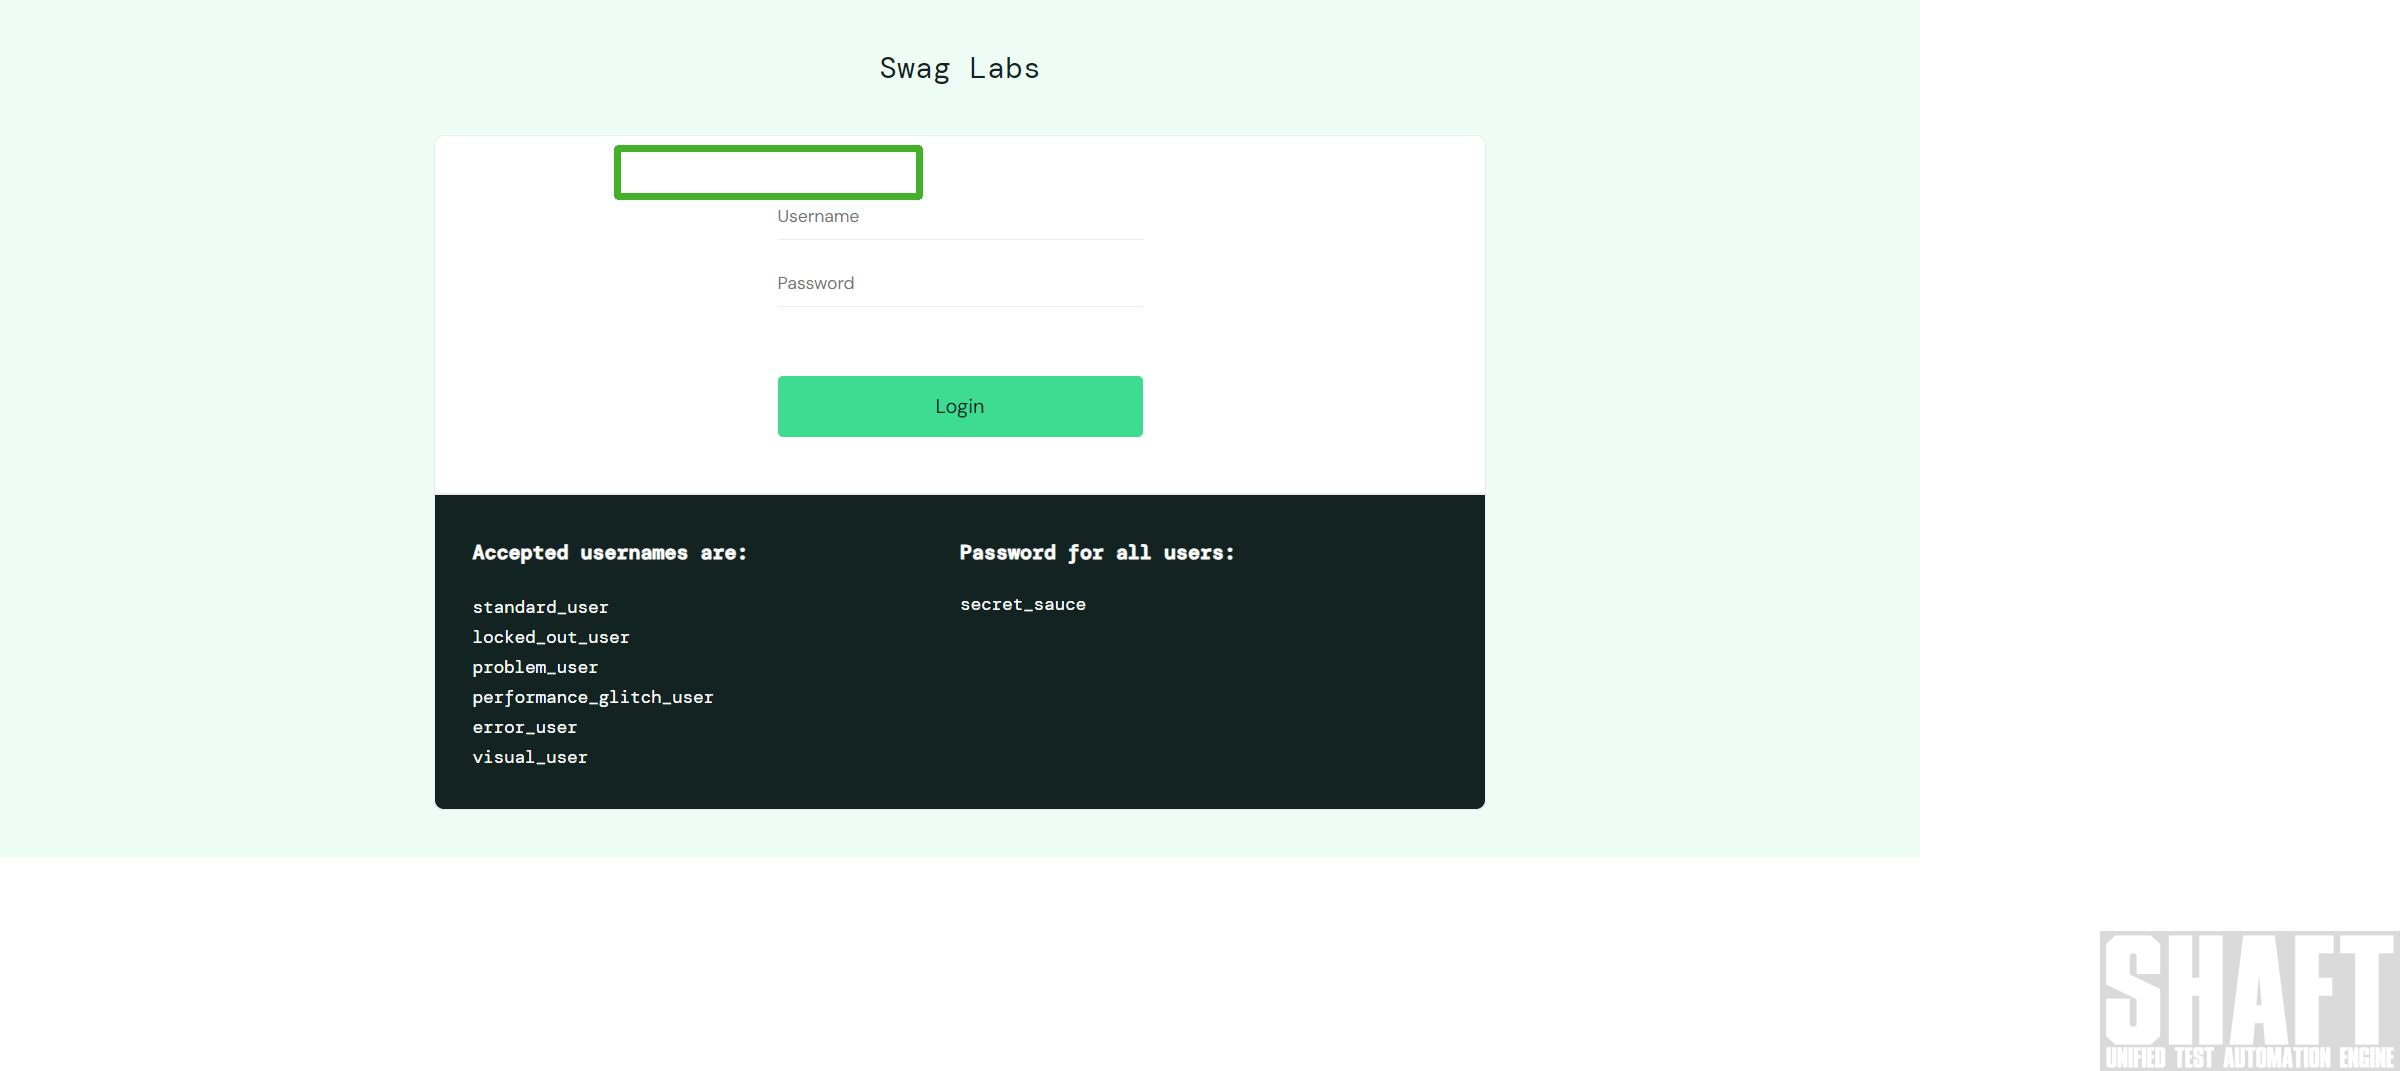 Swag Labs
Username
Password
Login
Accepted usernames are:
standard_user
locked_out_user
problem_user
performance_glitch_user
error_user
visual_user
Password for all users:
secret_sauce
SHAFT
UNIFIED TEST AUTOMATION ENGINE